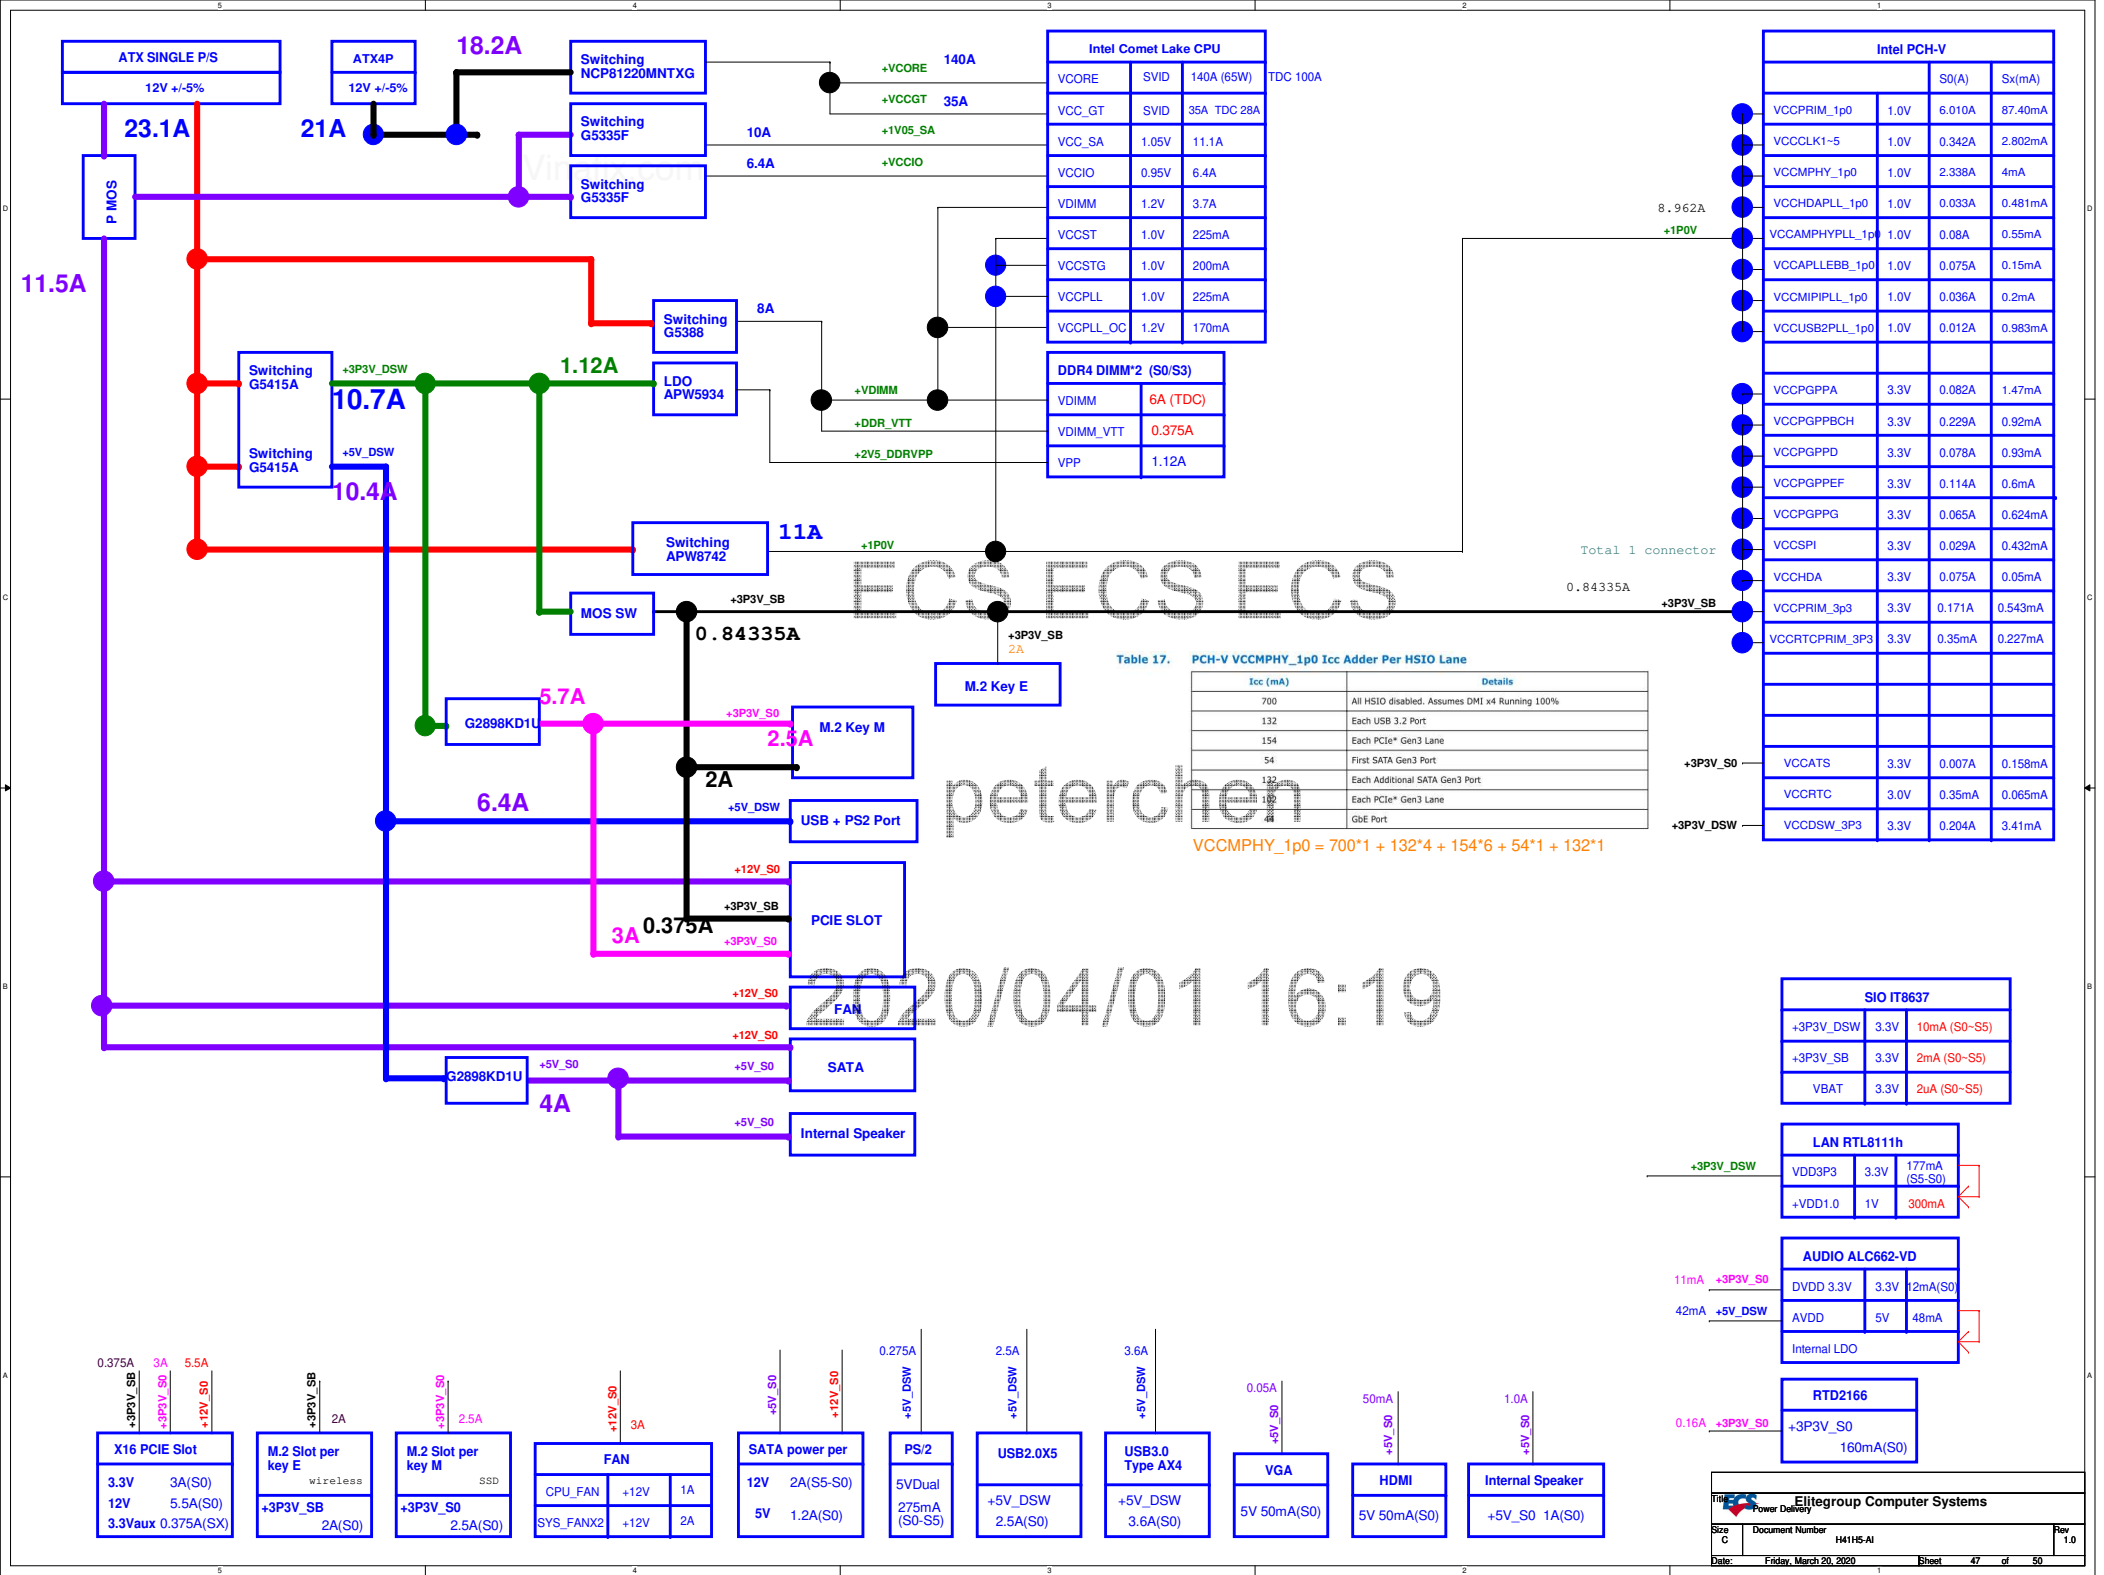 5 4 3 2 1
ATX SINGLE P/S
12V +/-5%
23.1A
ATX4P
12V +/-5%
21A
18.2A
P MOS
11.5A
Switching
NCP81220MNTXG
+VCORE 140A
+VCCGT 35A
Switching
G5335F
10A +1V05_SA
Switching
G5335F
6.4A +VCCIO
Vinafix.com
Intel Comet Lake CPU
VCORE SVID 140A (65W) TDC 100A
VCC_GT SVID 35A TDC 28A
VCC_SA 1.05V 11.1A
VCCIO 0.95V 6.4A
VDIMM 1.2V 3.7A
VCCST 1.0V 225mA
VCCSTG 1.0V 200mA
VCCPLL 1.0V 225mA
VCCPLL_OC 1.2V 170mA
Switching
G5388
8A
LDO
APW5934
1.12A
Switching
G5415A
+3P3V_DSW
10.7A
Switching
G5415A
+5V_DSW
10.4A
+VDIMM
+DDR_VTT
+2V5_DDRVPP
DDR4 DIMM*2 (S0/S3)
VDIMM 6A (TDC)
VDIMM_VTT 0.375A
VPP 1.12A
Switching
APW8742
11A
+1P0V
MOS SW
+3P3V_SB
0.84335A
+3P3V_SB
2A
M.2 Key E
G2898KD1U
5.7A
+3P3V_S0
2.5A
2A
M.2 Key M
6.4A
+5V_DSW
USB + PS2 Port
+12V_S0
+3P3V_SB
0.375A
3A
+3P3V_S0
PCIE SLOT
+12V_S0
FAN
+12V_S0
+5V_S0
SATA
G2898KD1U
+5V_S0
4A
+5V_S0
Internal Speaker
ECS ECS ECS
peterchen
2020/04/01 16:19
Table 17. PCH-V VCCMPHY_1p0 Icc Adder Per HSIO Lane
Icc (mA) Details
700 All HSIO disabled. Assumes DMI x4 Running 100%
132 Each USB 3.2 Port
154 Each PCIe* Gen3 Lane
54 First SATA Gen3 Port
132 Each Additional SATA Gen3 Port
Each PCIe* Gen3 Lane
GbE Port
VCCMPHY_1p0 = 700*1 + 132*4 + 154*6 + 54*1 + 132*1
Intel PCH-V
S0(A) Sx(mA)
VCCPRIM_1p0 1.0V 6.010A 87.40mA
VCCCLK1~5 1.0V 0.342A 2.802mA
VCCMPHY_1p0 1.0V 2.338A 4mA
VCCHDAPLL_1p0 1.0V 0.033A 0.481mA
VCCAMPHYPLL_1p0 1.0V 0.08A 0.55mA
VCCAPLLEBB_1p0 1.0V 0.075A 0.15mA
VCCMIPIPLL_1p0 1.0V 0.036A 0.2mA
VCCUSB2PLL_1p0 1.0V 0.012A 0.983mA
VCCPGPPA 3.3V 0.082A 1.47mA
VCCPGPPBCH 3.3V 0.229A 0.92mA
VCCPGPPD 3.3V 0.078A 0.93mA
VCCPGPPEF 3.3V 0.114A 0.6mA
VCCPGPPG 3.3V 0.065A 0.624mA
VCCSPI 3.3V 0.029A 0.432mA
VCCHDA 3.3V 0.075A 0.05mA
VCCPRIM_3p3 3.3V 0.171A 0.543mA
VCCRTCPRIM_3P3 3.3V 0.35mA 0.227mA
VCCATS 3.3V 0.007A 0.158mA
VCCRTC 3.0V 0.35mA 0.065mA
VCCDSW_3P3 3.3V 0.204A 3.41mA
8.962A
+1P0V
Total 1 connector
0.84335A
+3P3V_SB
+3P3V_S0
+3P3V_DSW
SIO IT8637
+3P3V_DSW 3.3V 10mA (S0~S5)
+3P3V_SB 3.3V 2mA (S0~S5)
VBAT 3.3V 2uA (S0~S5)
LAN RTL8111h
+3P3V_DSW
VDD3P3 3.3V 177mA (S5-S0)
+VDD1.0 1V 300mA
AUDIO ALC662-VD
11mA +3P3V_S0
DVDD 3.3V 3.3V 12mA(S0)
42mA +5V_DSW
AVDD 5V 48mA
Internal LDO
RTD2166
0.16A +3P3V_S0
+3P3V_S0
160mA(S0)
0.375A 3A 5.5A
+3P3V_SB +3P3V_S0 +12V_S0
X16 PCIE Slot
3.3V 3A(S0)
12V 5.5A(S0)
3.3Vaux 0.375A(SX)
+3P3V_SB 2A
M.2 Slot per
key E
wireless
+3P3V_SB
2A(S0)
+3P3V_S0 2.5A
M.2 Slot per
key M
SSD
+3P3V_S0
2.5A(S0)
+12V_S0 3A
FAN
CPU_FAN +12V 1A
SYS_FANX2 +12V 2A
+5V_S0 +12V_S0
SATA power per
12V 2A(S5-S0)
5V 1.2A(S0)
0.275A
+5V_DSW
PS/2
5VDual
275mA
(S0-S5)
2.5A
+5V_DSW
USB2.0X5
+5V_DSW
2.5A(S0)
3.6A
+5V_DSW
USB3.0
Type AX4
+5V_DSW
3.6A(S0)
0.05A
+5V_S0
VGA
5V 50mA(S0)
50mA
+5V_S0
HDMI
5V 50mA(S0)
1.0A
+5V_S0
Internal Speaker
+5V_S0 1A(S0)
Title
ECS
Elitegroup Computer Systems
Power Delivery
Size
C
Document Number
H41H5-AI
Rev
1.0
Date: Friday, March 20, 2020 Sheet 47 of 50
5 4 3 2 1
D D
C C
B B
A A